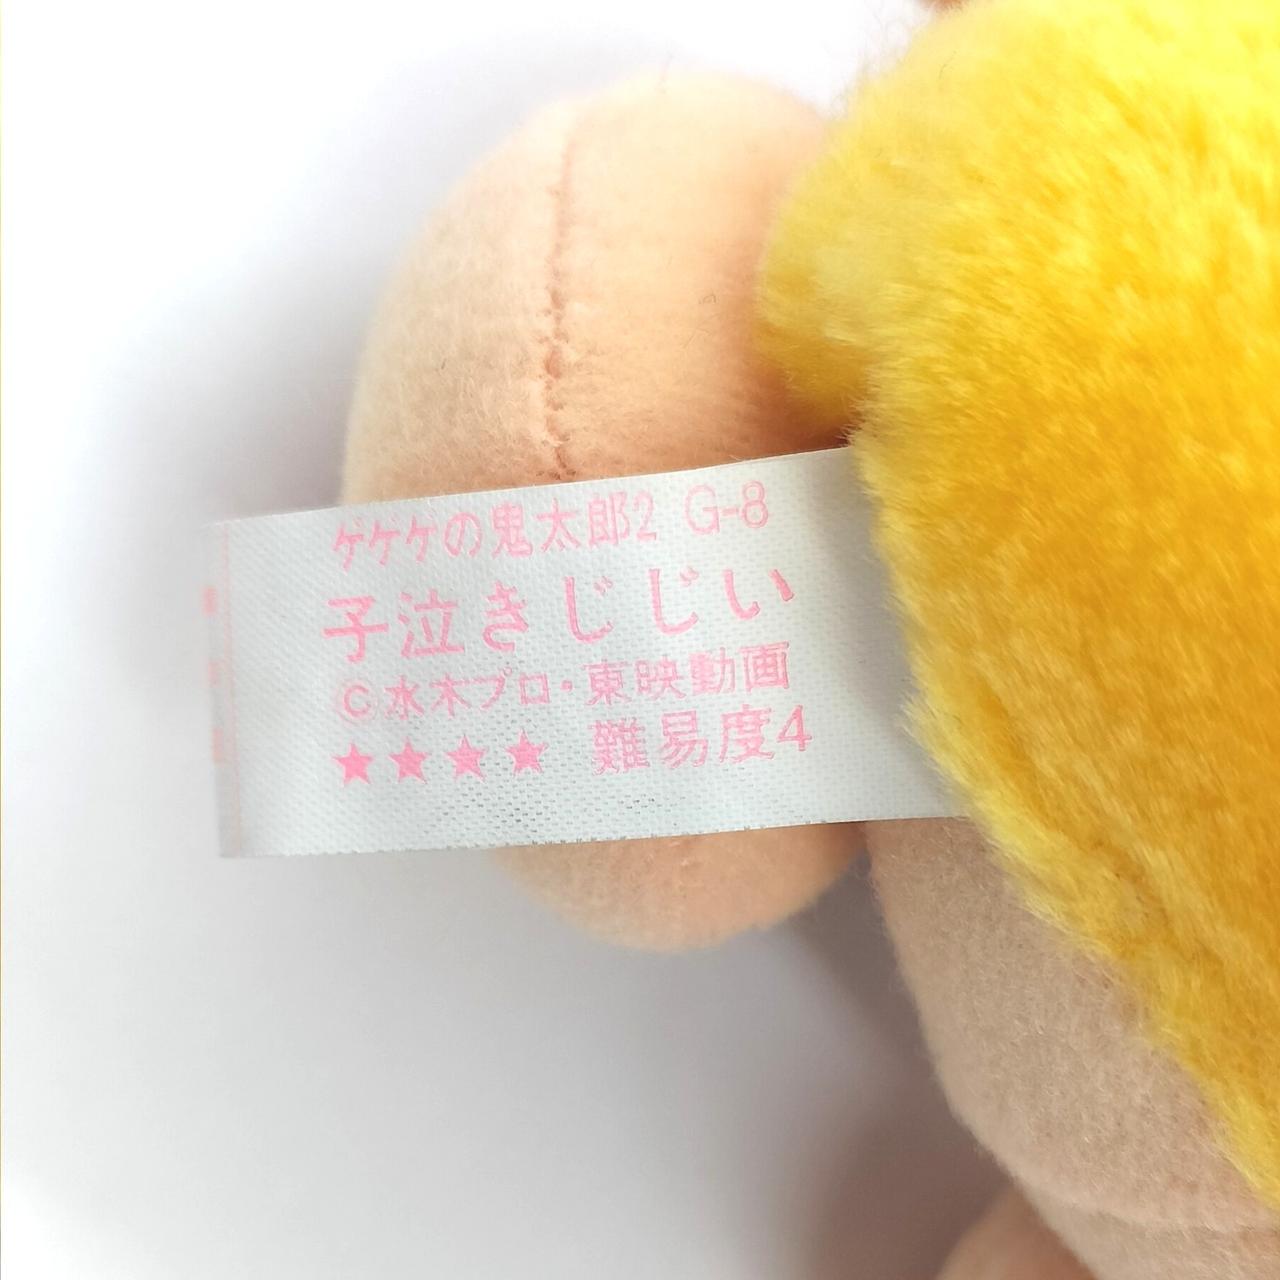 ゲゲゲの鬼太郎2 G-8
子泣きじじい
©水木プロ・東映動画
★★★★ 難易度4